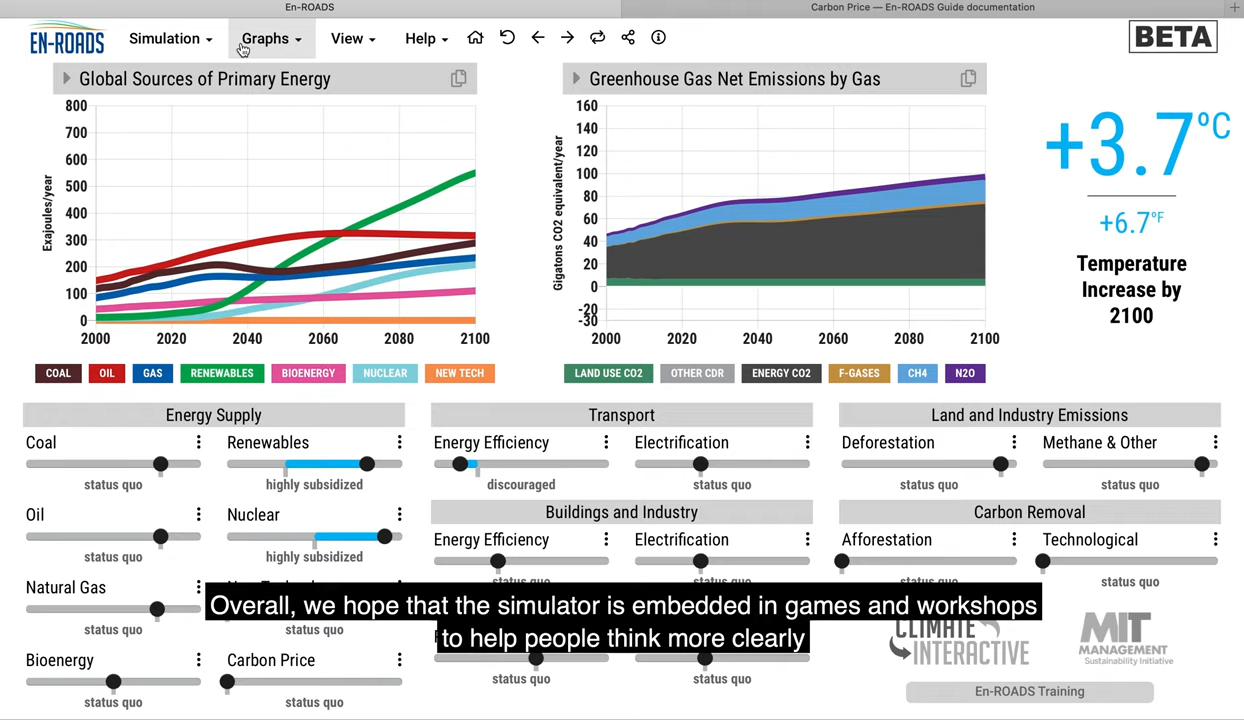 En-ROADS
Carbon Price — En-ROADS Guide documentation
EN-ROADS
Simulation
Graphs
View
Help
BETA
Global Sources of Primary Energy
800
700
600
500
400
300
200
100
0
Exajoules/year
2000 2020 2040 2060 2080 2100
COAL OIL GAS RENEWABLES BIOENERGY NUCLEAR NEW TECH
Greenhouse Gas Net Emissions by Gas
160
140
120
100
80
60
40
20
0
-20
-30
Gigatons CO2 equivalent/year
2000 2020 2040 2060 2080 2100
LAND USE CO2 OTHER CDR ENERGY CO2 F-GASES CH4 N2O
+3.7ºC
+6.7ºF
Temperature
Increase by
2100
Energy Supply
Coal
status quo
Renewables
highly subsidized
Oil
status quo
Nuclear
highly subsidized
Natural Gas
status quo
status quo
Bioenergy
status quo
Carbon Price
status quo
Transport
Energy Efficiency
discouraged
Electrification
status quo
Buildings and Industry
Energy Efficiency
status quo
Electrification
status quo
status quo
status quo
Land and Industry Emissions
Deforestation
status quo
Methane & Other
status quo
Carbon Removal
Afforestation
status quo
Technological
status quo
Overall, we hope that the simulator is embedded in games and workshops
to help people think more clearly
CLIMATE
INTERACTIVE
MIT
MANAGEMENT
Sustainability Initiative
En-ROADS Training